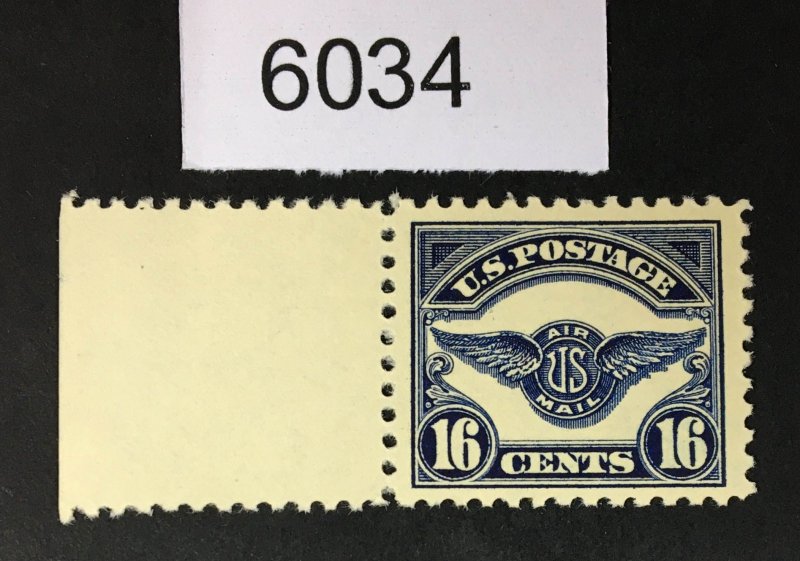 6034
U.S. POSTAGE
AIR
US
MAIL
16 CENTS 16